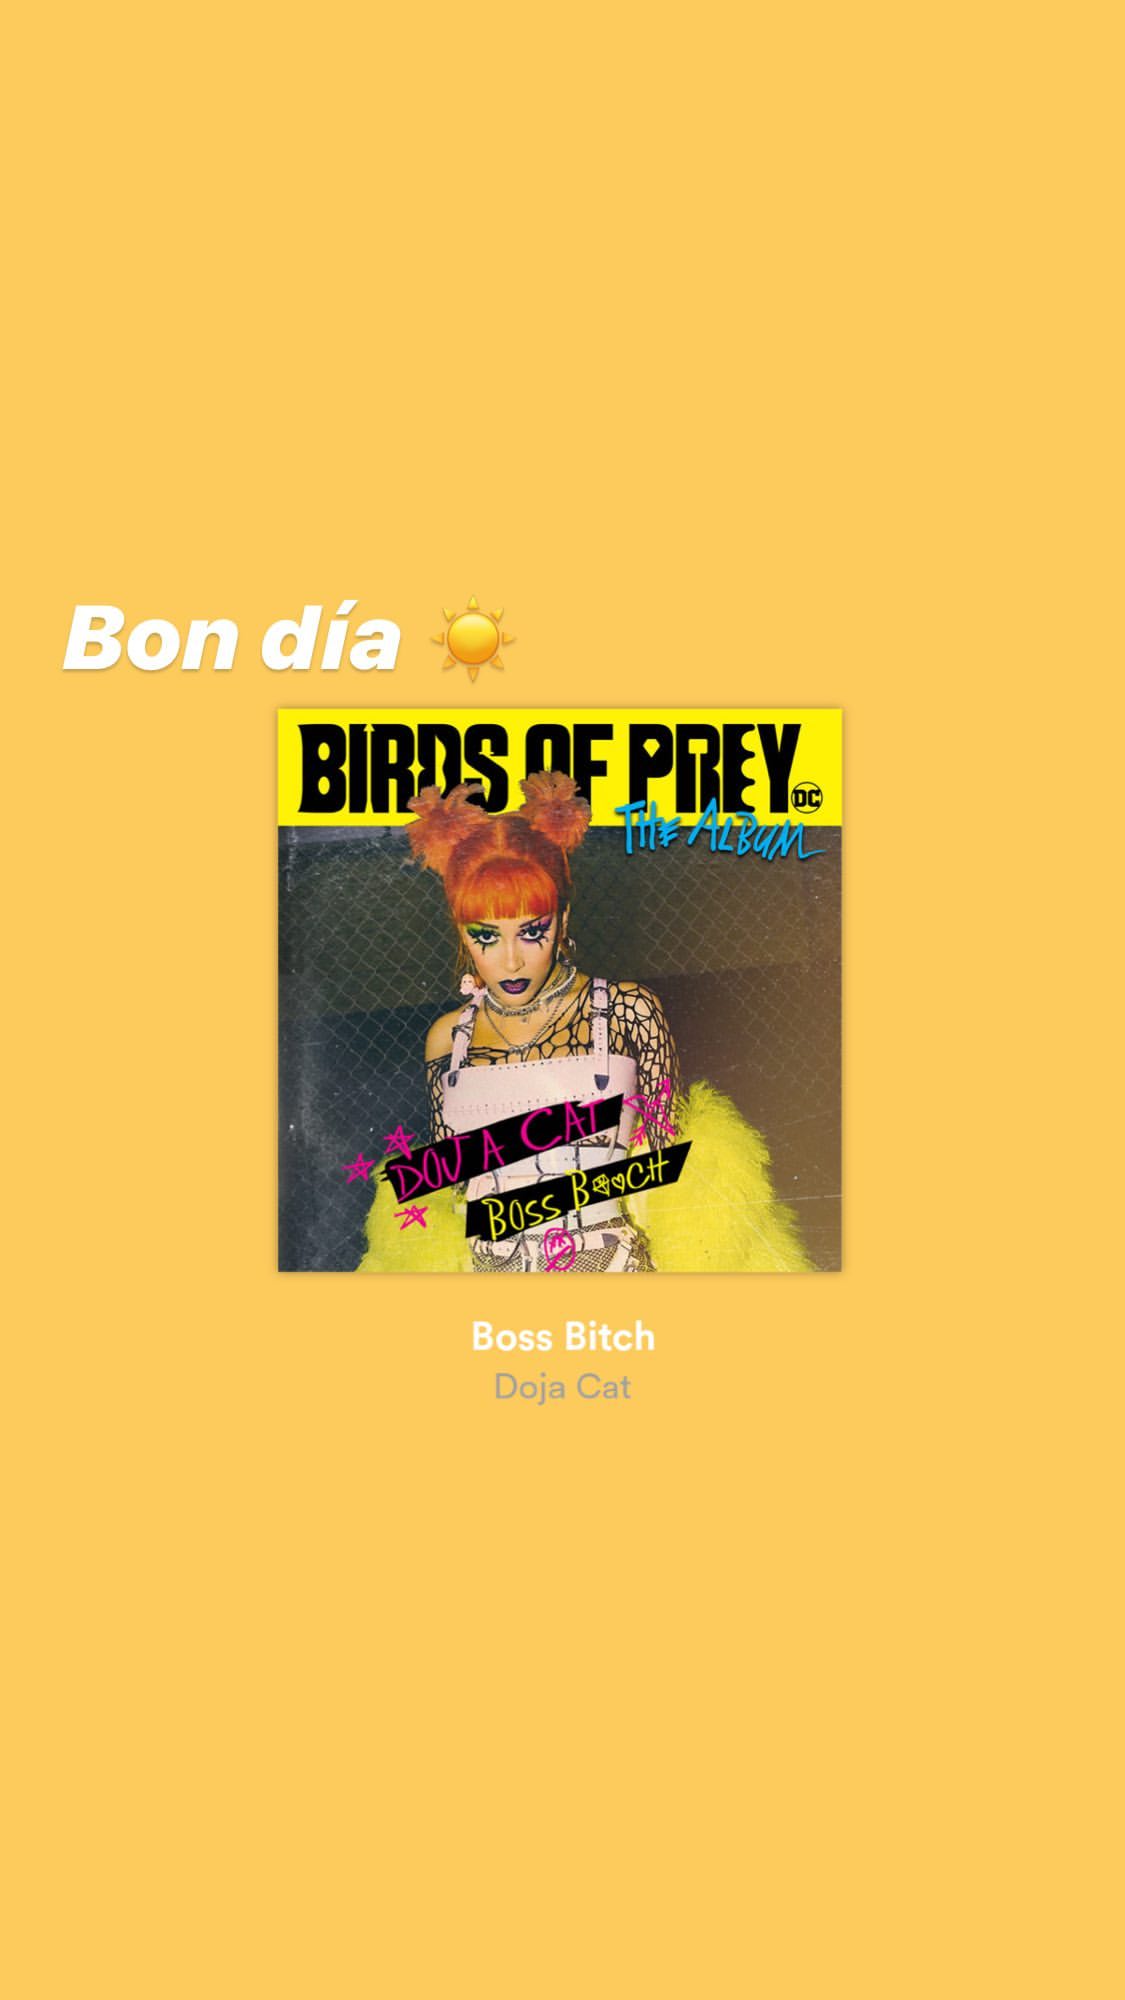 Bon día ☀️
BIRDS OF PREY
DC
THE ALBUM
DOJA CAT
BOSS B♡♡CH
Boss Bitch
Doja Cat